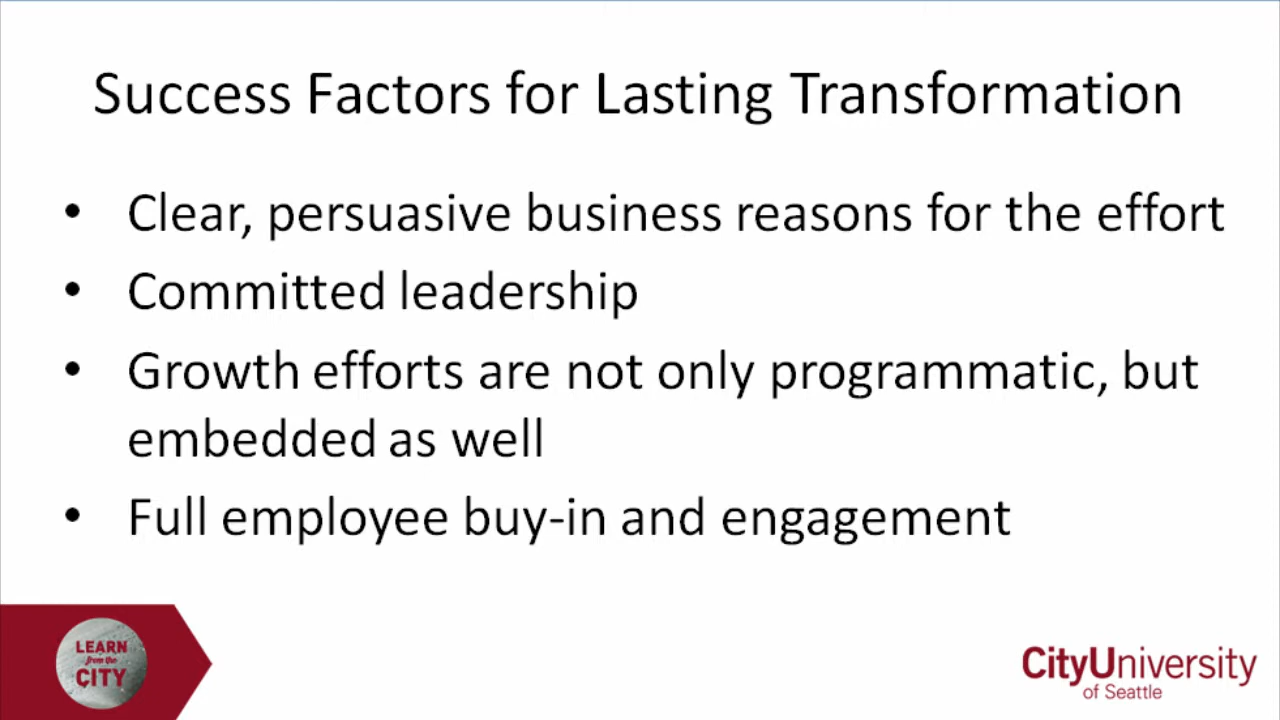 Success Factors for Lasting Transformation
• Clear, persuasive business reasons for the effort
• Committed leadership
• Growth efforts are not only programmatic, but
embedded as well
• Full employee buy-in and engagement
LEARN
from the
CITY
CityUniversity
of Seattle